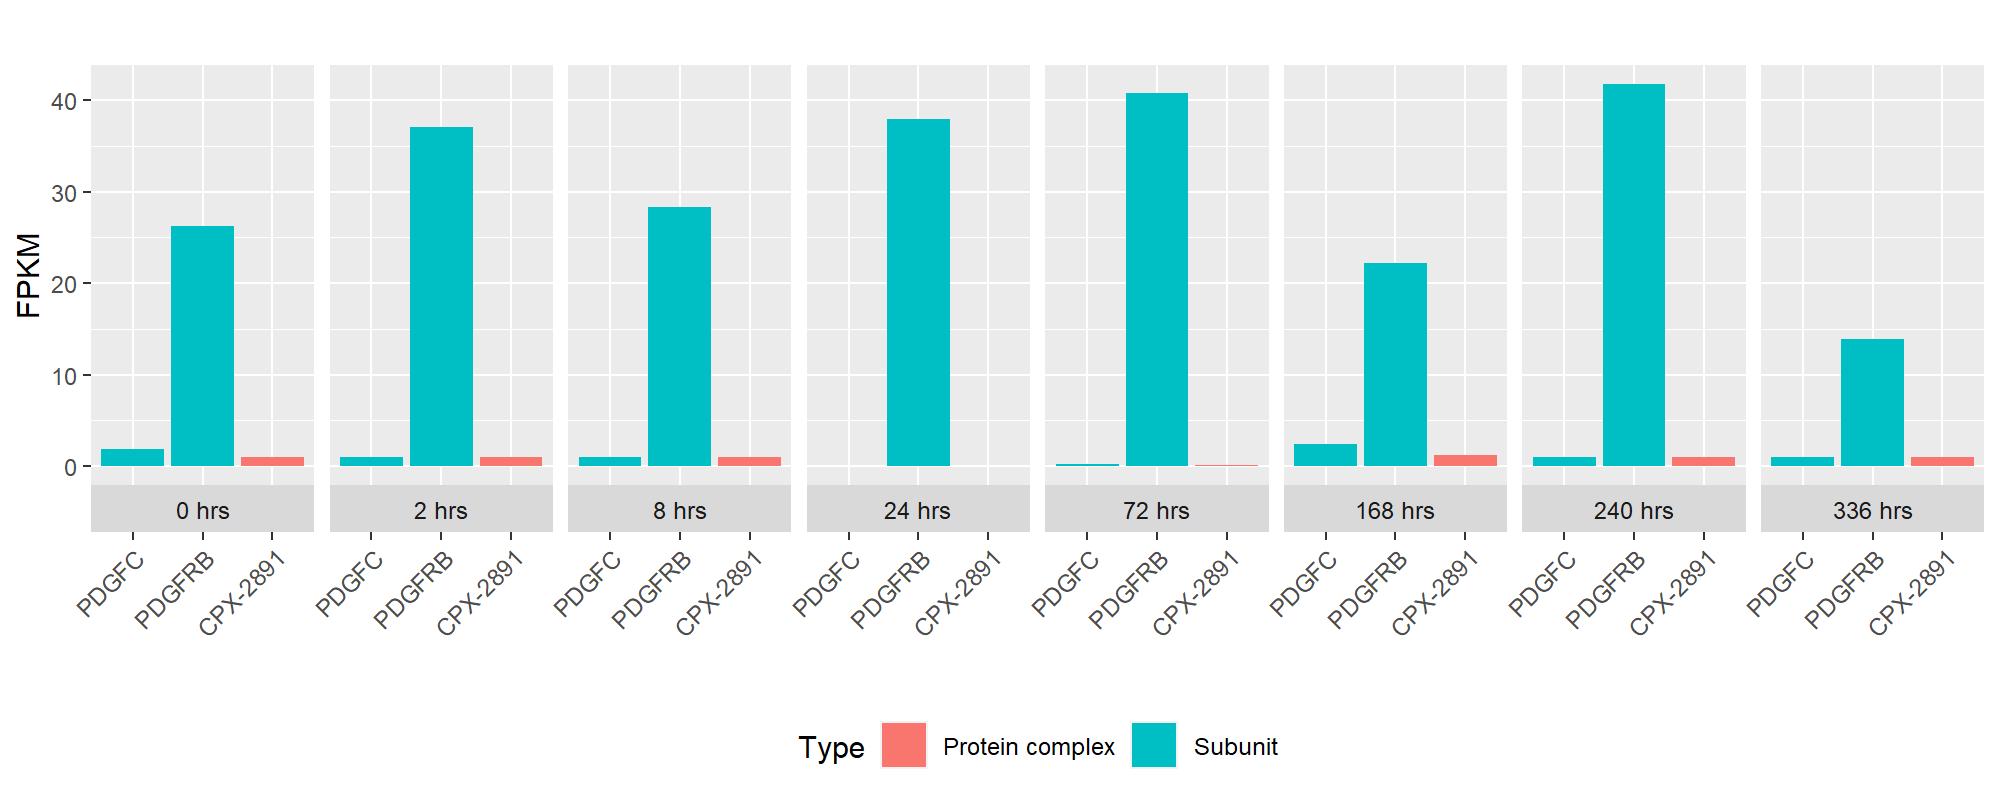 FPKM
40
30
20
10
0
0 hrs 2 hrs 8 hrs 24 hrs 72 hrs 168 hrs 240 hrs 336 hrs
PDGFC PDGFRB CPX-2891 PDGFC PDGFRB CPX-2891 PDGFC PDGFRB CPX-2891 PDGFC PDGFRB CPX-2891 PDGFC PDGFRB CPX-2891 PDGFC PDGFRB CPX-2891 PDGFC PDGFRB CPX-2891 PDGFC PDGFRB CPX-2891
Type Protein complex Subunit